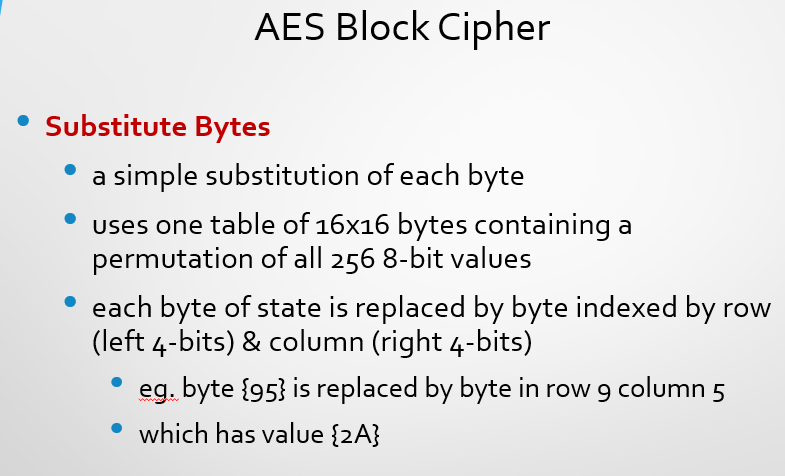 AES Block Cipher
• Substitute Bytes
• a simple substitution of each byte
• uses one table of 16x16 bytes containing a
permutation of all 256 8-bit values
• each byte of state is replaced by byte indexed by row
(left 4-bits) & column (right 4-bits)
• eg. byte {95} is replaced by byte in row 9 column 5
• which has value {2A}